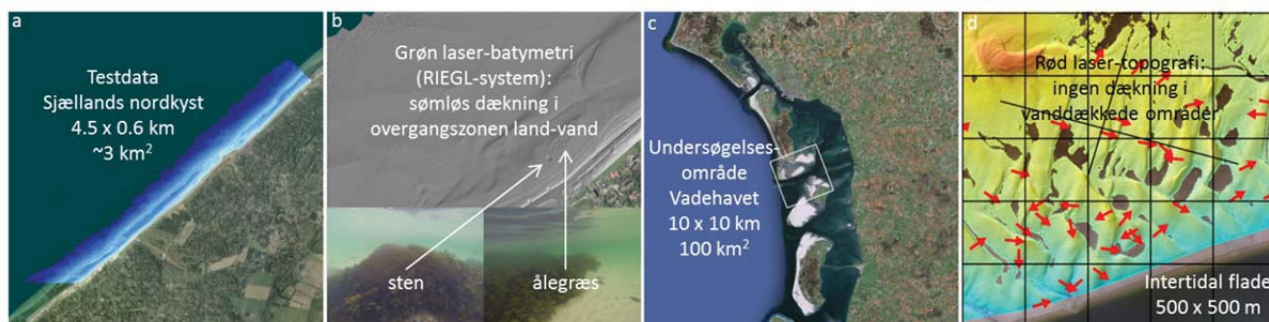 a
Testdata
Sjællands nordkyst
4.5 x 0.6 km
~3 km²
b
Grøn laser-batymetri
(RIEGL-system):
sømløs dækning i
overgangszonen land-vand
sten
ålegræs
c
Undersøgelses-
område
Vadehavet
10 x 10 km
100 km²
d
Rød laser-topografi:
ingen dækning i
vanddækkede områder
Intertidal flade
500 x 500 m